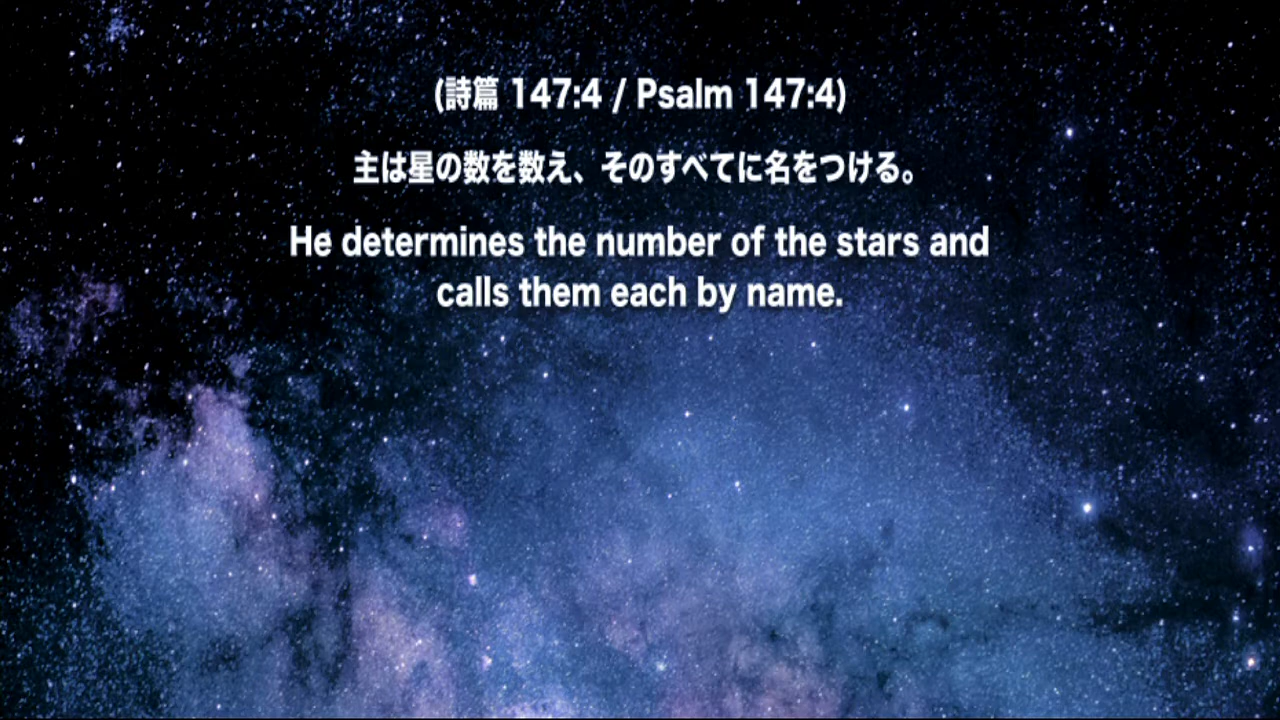 (詩篇 147:4 / Psalm 147:4)
主は星の数を数え、そのすべてに名をつける。
He determines the number of the stars and
calls them each by name.